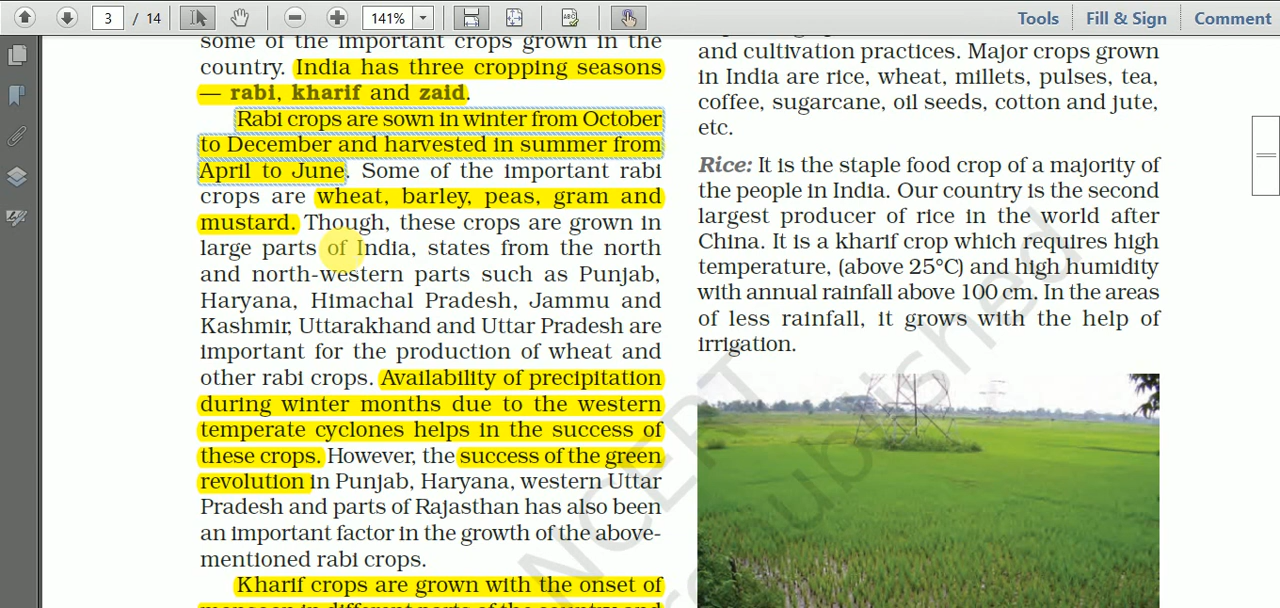 3 / 14
141%
Tools
Fill & Sign
Comment
some of the important crops grown in the
country. India has three cropping seasons
— rabi, kharif and zaid.
Rabi crops are sown in winter from October
to December and harvested in summer from
April to June. Some of the important rabi
crops are wheat, barley, peas, gram and
mustard. Though, these crops are grown in
large parts of India, states from the north
and north-western parts such as Punjab,
Haryana, Himachal Pradesh, Jammu and
Kashmir, Uttarakhand and Uttar Pradesh are
important for the production of wheat and
other rabi crops. Availability of precipitation
during winter months due to the western
temperate cyclones helps in the success of
these crops. However, the success of the green
revolution in Punjab, Haryana, western Uttar
Pradesh and parts of Rajasthan has also been
an important factor in the growth of the above-
mentioned rabi crops.
Kharif crops are grown with the onset of
and cultivation practices. Major crops grown
in India are rice, wheat, millets, pulses, tea,
coffee, sugarcane, oil seeds, cotton and jute,
etc.
Rice: It is the staple food crop of a majority of
the people in India. Our country is the second
largest producer of rice in the world after
China. It is a kharif crop which requires high
temperature, (above 25°C) and high humidity
with annual rainfall above 100 cm. In the areas
of less rainfall, it grows with the help of
irrigation.
NCERT
published